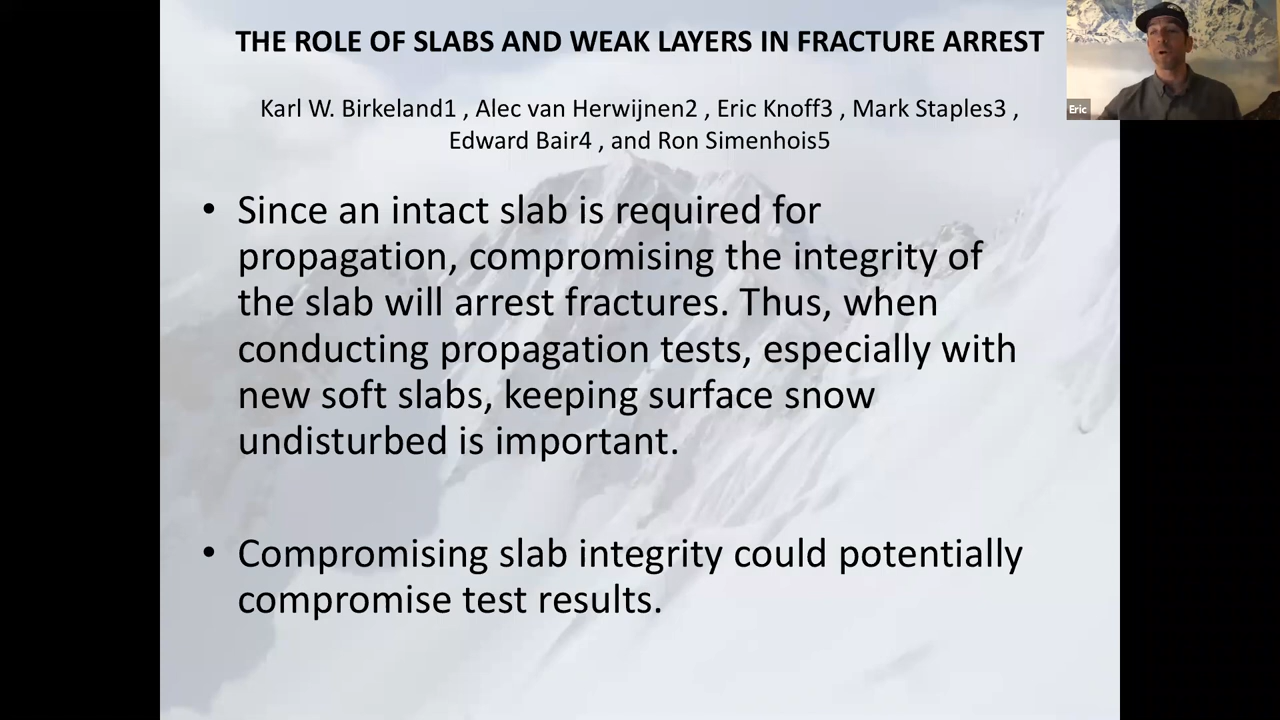 THE ROLE OF SLABS AND WEAK LAYERS IN FRACTURE ARREST
Karl W. Birkeland1 , Alec van Herwijnen2 , Eric Knoff3 , Mark Staples3 ,
Edward Bair4 , and Ron Simenhois5
Eric
• Since an intact slab is required for
propagation, compromising the integrity of
the slab will arrest fractures. Thus, when
conducting propagation tests, especially with
new soft slabs, keeping surface snow
undisturbed is important.
• Compromising slab integrity could potentially
compromise test results.